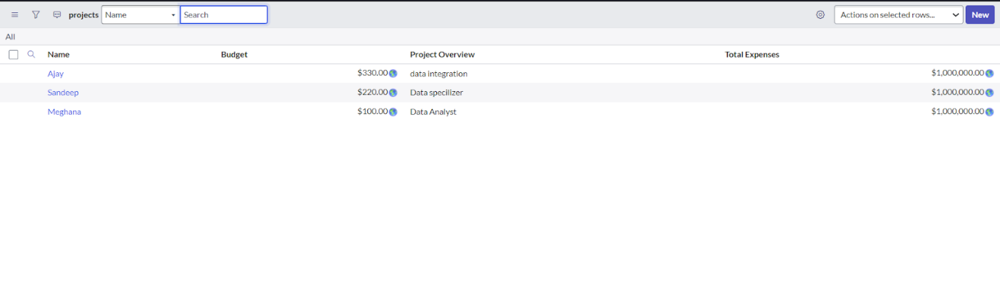 projects Name Search Actions on selected rows... New
All
Name Budget Project Overview Total Expenses
Ajay $330.00 data integration $1,000,000.00
Sandeep $220.00 Data specilizer $1,000,000.00
Meghana $100.00 Data Analyst $1,000,000.00